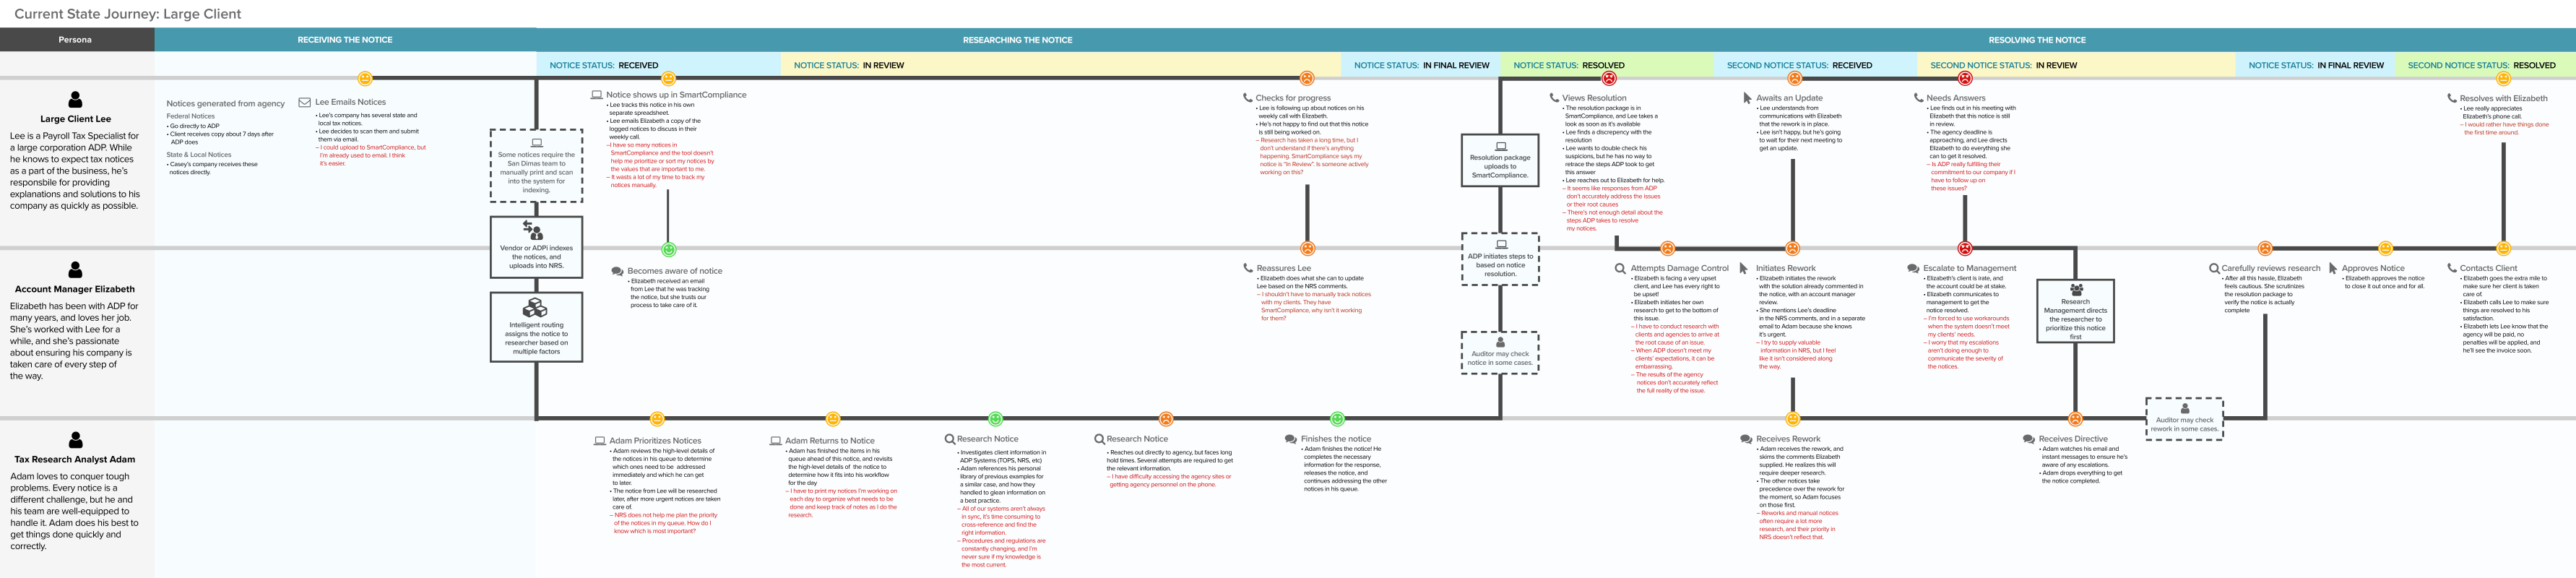 Current State Journey: Large Client
Persona
RECEIVING THE NOTICE
RESEARCHING THE NOTICE
RESOLVING THE NOTICE
NOTICE STATUS: RECEIVED
NOTICE STATUS: IN REVIEW
NOTICE STATUS: IN FINAL REVIEW
NOTICE STATUS: RESOLVED
SECOND NOTICE STATUS: RECEIVED
SECOND NOTICE STATUS: IN REVIEW
NOTICE STATUS: IN FINAL REVIEW
SECOND NOTICE STATUS: RESOLVED
Large Client Lee
Lee is a Payroll Tax Specialist for
a large corporation ADP. While
he knows to expect tax notices
as a part of the business, he's
responsbile for providing
explanations and solutions to his
company as quickly as possible.
Notices generated from agency
Federal Notices
• Go directly to ADP
• Client receives copy about 7 days after
ADP does
State & Local Notices
• Casey's company receives these
notices directly.
Lee Emails Notices
• Lee's company has several state and
local tax notices.
• Lee decides to scan them and submit
them via email.
– I could upload to SmartCompliance, but
I'm already used to email. I think
it's easier.
Some notices require the
San Dimas team to
manually print and scan
into the system for
indexing.
Vendor or ADPi indexes
the notices, and
uploads into NRS.
Intelligent routing
assigns the notice to
researcher based on
multiple factors
Notice shows up in SmartCompliance
• Lee tracks this notice in his own
separate spreadsheet.
• Lee emails Elizabeth a copy of the
logged notices to discuss in their
weekly call.
–I have so many notices in
SmartCompliance and the tool doesn't
help me prioritize or sort my notices by
the values that are important to me.
– It wasts a lot of my time to track my
notices manually.
Checks for progress
• Lee is following up about notices on his
weekly call with Elizabeth.
• He's not happy to find out that this notice
is still being worked on.
– Research has taken a long time, but I
don't understand if there's anything
happening. SmartCompliance says my
notice is "In Review". Is someone actively
working on this?
Resolution package
uploads to
SmartCompliance.
ADP initiates steps to
based on notice
resolution.
Auditor may check
notice in some cases.
Views Resolution
• The resolution package is in
SmartCompliance, and Lee takes a
look as soon as it's available
• Lee finds a discrepency with the
resolution
• Lee wants to double check his
suspicions, but he has no way to
retrace the steps ADP took to get
this answer
• Lee reaches out to Elizabeth for help.
– It seems like responses from ADP
don't accurately address the issues
or their root causes
– There's not enough detail about the
steps ADP takes to resolve
my notices.
Awaits an Update
• Lee understands from
communications with Elizabeth
that the rework is in place.
• Lee isn't happy, but he's going
to wait for their next meeting to
get an update.
Needs Answers
• Lee finds out in his meeting with
Elizabeth that this notice is still
in review.
• The agency deadline is
approaching, and Lee directs
Elizabeth to do everything she
can to get it resolved.
– Is ADP really fulfilling their
commitment to our company if I
have to follow up on
these issues?
Resolves with Elizabeth
• Lee really appreciates
Elizabeth's phone call.
– I would rather have things done
the first time around.
Account Manager Elizabeth
Elizabeth has been with ADP for
many years, and loves her job.
She's worked with Lee for a
while, and she's passionate
about ensuring his company is
taken care of every step of
the way.
Becomes aware of notice
• Elizabeth received an email
from Lee that he was tracking
the notice, but she trusts our
process to take care of it.
Reassures Lee
• Elizabeth does what she can to update
Lee based on the NRS comments.
– I shouldn't have to manually track notices
with my clients. They have
SmartCompliance, why isn't it working
for them?
Attempts Damage Control
• Elizabeth is facing a very upset
client, and Lee has every right to
be upset!
• Elizabeth initiates her own
research to get to the bottom of
this issue.
– I have to conduct research with
clients and agencies to arrive at
the root cause of an issue.
– When ADP doesn't meet my
clients' expectations, it can be
embarrassing.
– The results of the agency
notices don't accurately reflect
the full reality of the issue.
Initiates Rework
• Elizabeth initiates the rework
with the solution already commented in
the notice, with an account manager
review.
• She mentions Lee's deadline
in the NRS comments, and in a separate
email to Adam because she knows
it's urgent.
– I try to supply valuable
information in NRS, but I feel
like it isn't considered along
the way.
Escalate to Management
• Elizabeth's client is irate, and
the account could be at stake.
• Elizabeth communicates to
management to get the
notice resolved.
– I'm forced to use workarounds
when the system doesn't meet
my clients' needs.
– I worry that my escalations
aren't doing enough to
communicate the severity of
the notices.
Research
Management directs
the researcher to
prioritize this notice
first
Auditor may check
rework in some cases.
Carefully reviews research
• After all this hassle, Elizabeth
feels cautious. She scrutinizes
the resolution package to
verify the notice is actually
complete
Approves Notice
• Elizabeth approves the notice
to close it out once and for all.
Contacts Client
• Elizabeth goes the extra mile to
make sure her client is taken
care of.
• Elizabeth calls Lee to make sure
things are resolved to his
satisfaction.
• Elizabeth lets Lee know that the
agency will be paid, no
penalties will be applied, and
he'll see the invoice soon.
Tax Research Analyst Adam
Adam loves to conquer tough
problems. Every notice is a
different challenge, but he and
his team are well-equipped to
handle it. Adam does his best to
get things done quickly and
correctly.
Adam Prioritizes Notices
• Adam reviews the high-level details of
the notices in his queue to determine
which ones need to be addressed
immediately and which he can get
to later.
• The notice from Lee will be researched
later, after more urgent notices are taken
care of.
– NRS does not help me plan the priority
of the notices in my queue. How do I
know which is most important?
Adam Returns to Notice
• Adam has finished the items in his
queue ahead of this notice, and revisits
the high-level details of the notice to
determine how it fits into his workflow
for the day
– I have to print my notices I'm working on
each day to organize what needs to be
done and keep track of notes as I do the
research.
Research Notice
• Investigates client information in
ADP Systems (TOPS, NRS, etc)
• Adam references his personal
library of previous examples for
a similar case, and how they
handled to glean information on
a best practice.
– All of our systems aren't always
in sync, it's time consuming to
cross-reference and find the
right information.
– Procedures and regulations are
constantly changing, and I'm
never sure if my knowledge is
the most current.
Research Notice
• Reaches out directly to agency, but faces long
hold times. Several attempts are required to get
the relevant information.
– I have difficulty accessing the agency sites or
getting agency personnel on the phone.
Finishes the notice
• Adam finishes the notice! He
completes the necessary
information for the response,
releases the notice, and
continues addressing the other
notices in his queue.
Receives Rework
• Adam receives the rework, and
skims the comments Elizabeth
supplied. He realizes this will
require deeper research.
• The other notices take
precedence over the rework for
the moment, so Adam focuses
on those first.
– Reworks and manual notices
often require a lot more
research, and their priority in
NRS doesn't reflect that.
Receives Directive
• Adam watches his email and
instant messages to ensure he's
aware of any escalations.
• Adam drops everything to get
the notice completed.